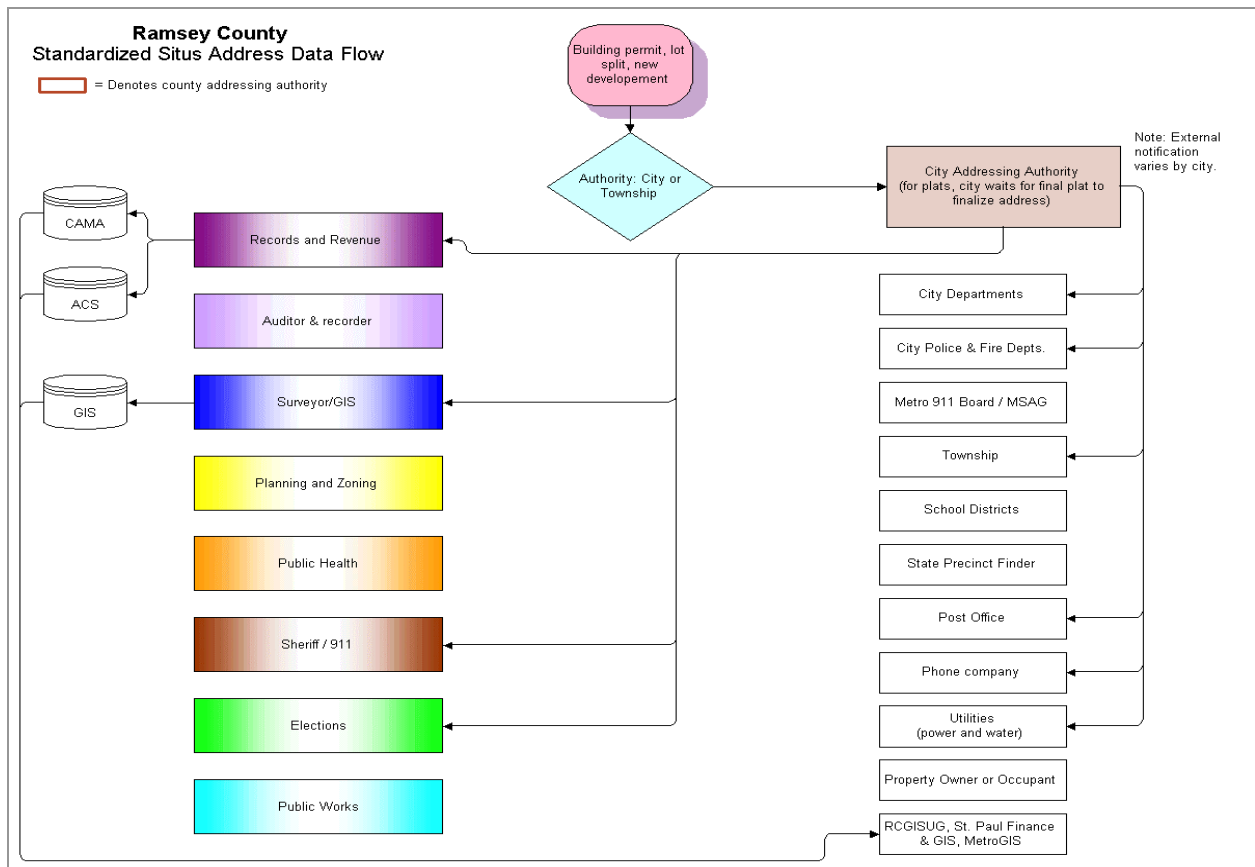 Ramsey County
Standardized Situs Address Data Flow
= Denotes county addressing authority
Building permit, lot
split, new
developement
Authority: City or
Township
City Addressing Authority
(for plats, city waits for final plat to
finalize address)
Note: External
notification
varies by city.
CAMA
ACS
GIS
Records and Revenue
Auditor & recorder
Surveyor/GIS
Planning and Zoning
Public Health
Sheriff / 911
Elections
Public Works
City Departments
City Police & Fire Depts.
Metro 911 Board / MSAG
Township
School Districts
State Precinct Finder
Post Office
Phone company
Utilities
(power and water)
Property Owner or Occupant
RCGISUG, St. Paul Finance
& GIS, MetroGIS